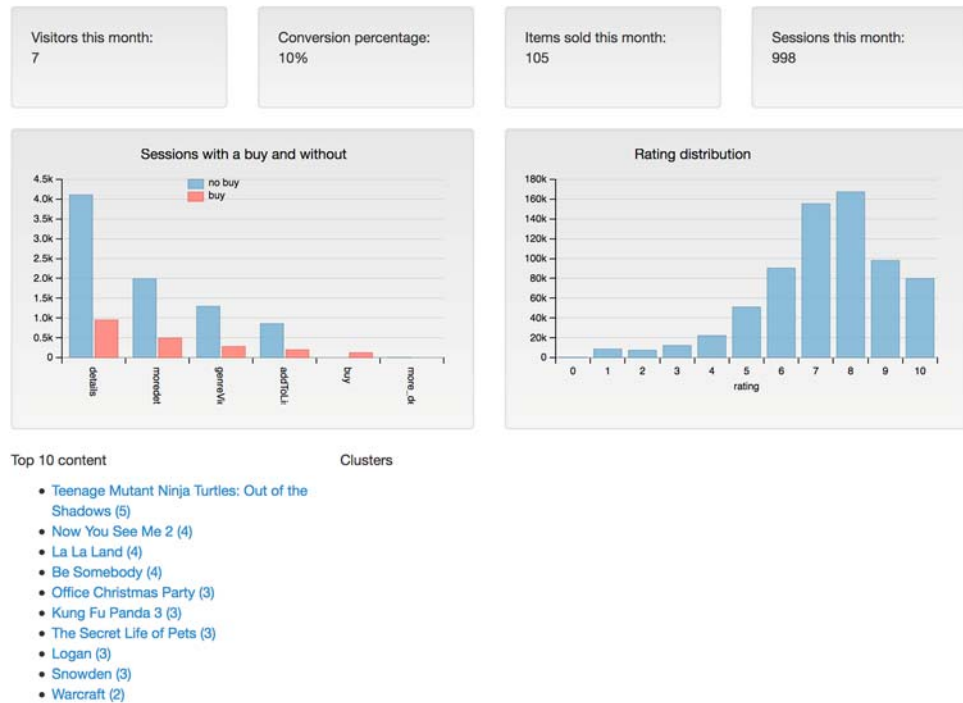 Visitors this month:
7
Conversion percentage:
10%
Items sold this month:
105
Sessions this month:
998
Sessions with a buy and without
no buy
buy
4.5k
4.0k
3.5k
3.0k
2.5k
2.0k
1.5k
1.0k
0.5k
0
details
moredet
genreVi
addToLi
buy
more_de
Rating distribution
180k
160k
140k
120k
100k
80k
60k
40k
20k
0
0 1 2 3 4 5 6 7 8 9 10
rating
Top 10 content
Teenage Mutant Ninja Turtles: Out of the
Shadows (5)
Now You See Me 2 (4)
La La Land (4)
Be Somebody (4)
Office Christmas Party (3)
Kung Fu Panda 3 (3)
The Secret Life of Pets (3)
Logan (3)
Snowden (3)
Warcraft (2)
Clusters